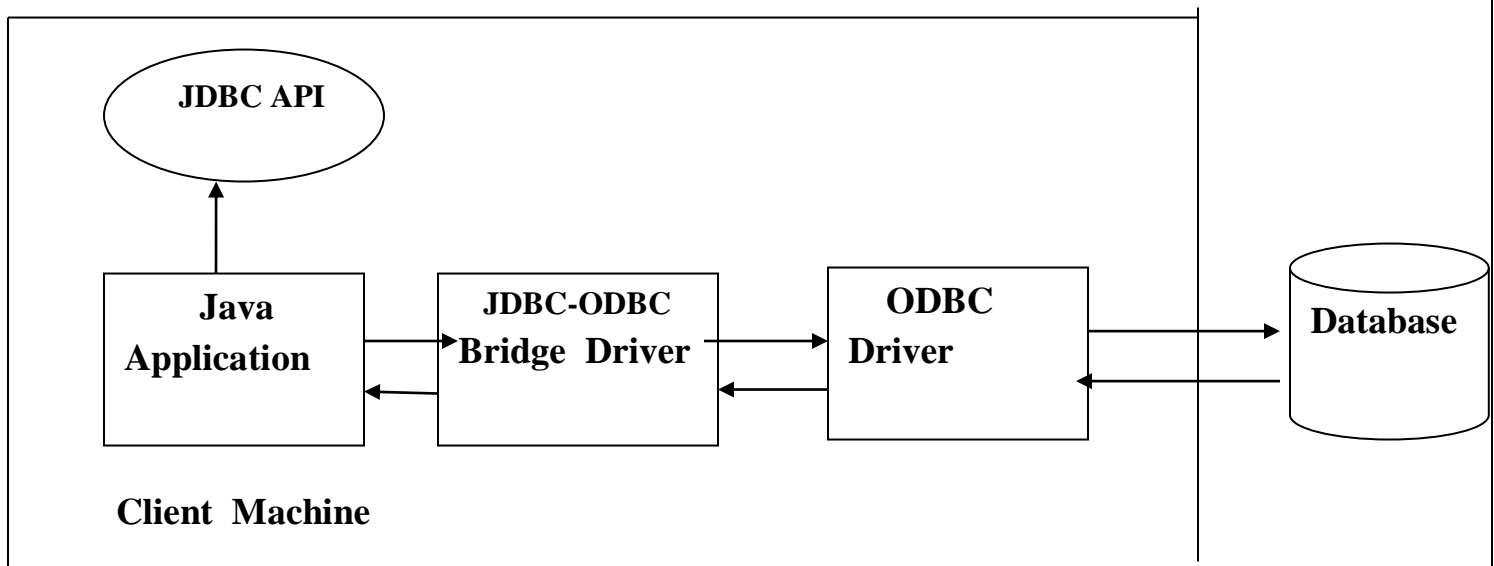 JDBC API
Java
Application
JDBC-ODBC
Bridge Driver
ODBC
Driver
Database
Client Machine